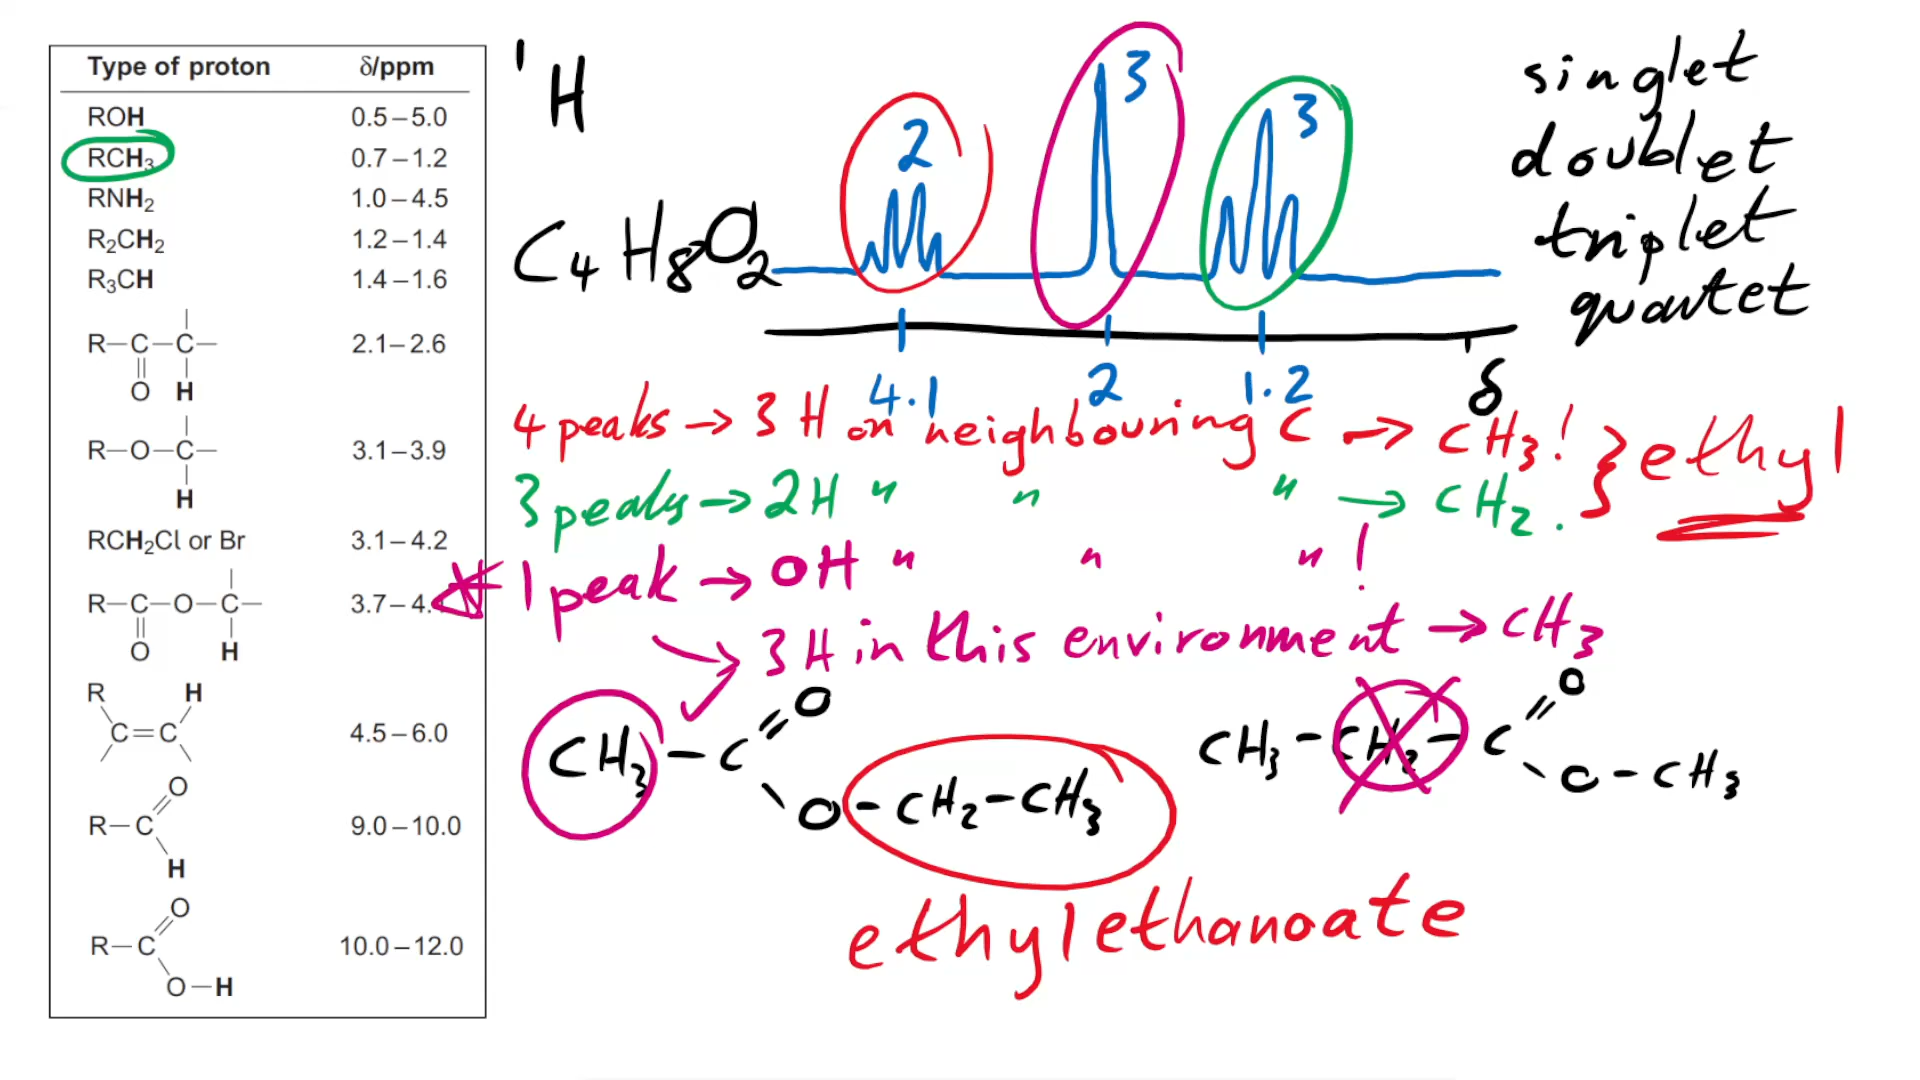 Type of proton δ/ppm
ROH 0.5–5.0
RCH₃ 0.7–1.2
RNH₂ 1.0–4.5
R₂CH₂ 1.2–1.4
R₃CH 1.4–1.6
R–C–C– 2.1–2.6
O H
R–O–C– 3.1–3.9
H
RCH₂Cl or Br 3.1–4.2
R–C–O–C– 3.7–4.
O H
R H
C=C 4.5–6.0
O
R–C 9.0–10.0
H
O
R–C 10.0–12.0
O–H
¹H
C₄H₈O₂
2 3 3
4.1 2 1.2 δ
singlet
doublet
triplet
quartet
4 peaks → 3 H on neighbouring C → CH₃! } ethyl
3 peaks → 2H " " " → CH₂.
1 peak → 0H " " " !
3 H in this environment → CH₃
CH₃–C
O
O–CH₂–CH₃
CH₃–CH₂–C
O
O–CH₃
ethylethanoate